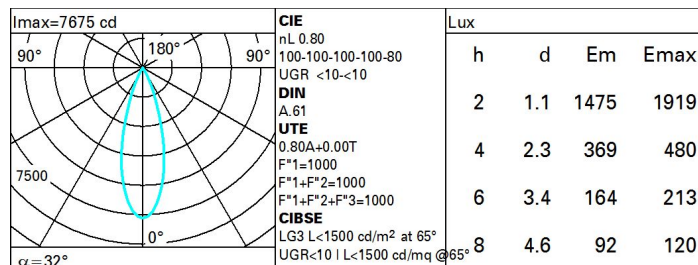 Imax=7675 cd
90° 180° 90°
7500
0°
α=32°
CIE
nL 0.80
100-100-100-100-80
UGR <10-<10
DIN
A.61
UTE
0.80A+0.00T
F"1=1000
F"1+F"2=1000
F"1+F"2+F"3=1000
CIBSE
LG3 L<1500 cd/m² at 65°
UGR<10 | L<1500 cd/mq @65°
Lux
h d Em Emax
2 1.1 1475 1919
4 2.3 369 480
6 3.4 164 213
8 4.6 92 120